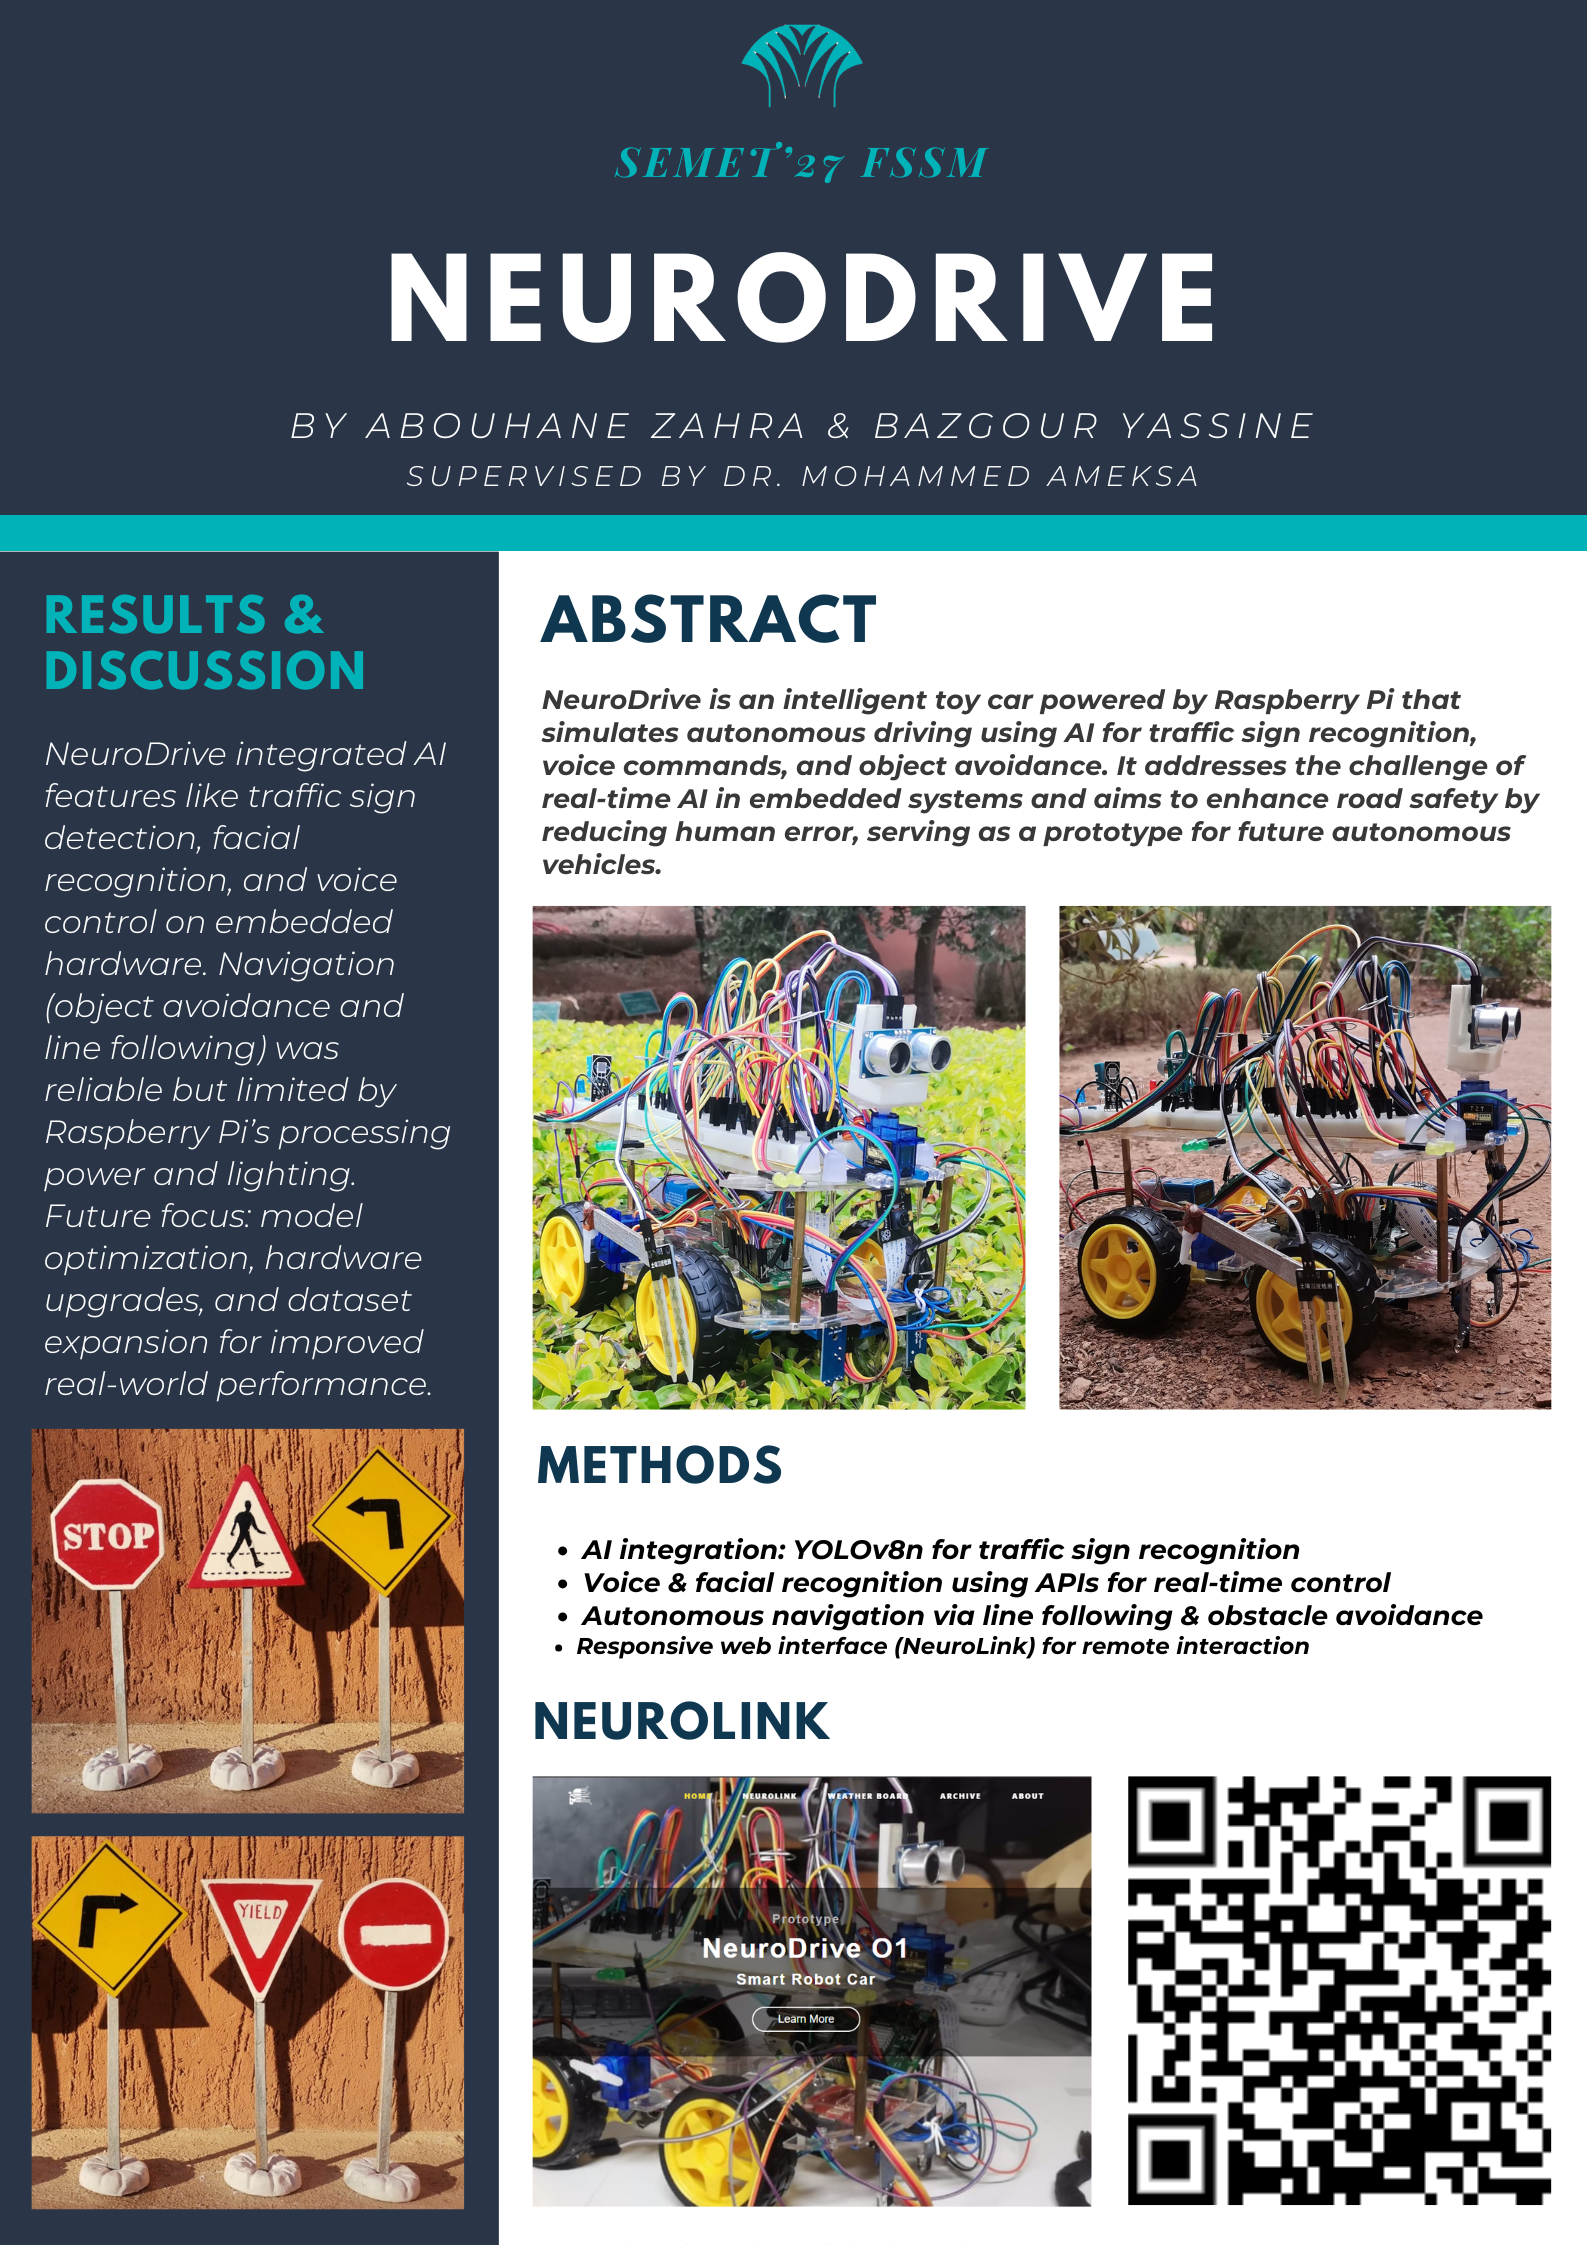 SEMET'27 FSSM
NEURODRIVE
BY ABOUHANE ZAHRA & BAZGOUR YASSINE
SUPERVISED BY DR. MOHAMMED AMEKSA
RESULTS &
DISCUSSION
NeuroDrive integrated AI
features like traffic sign
detection, facial
recognition, and voice
control on embedded
hardware. Navigation
(object avoidance and
line following) was
reliable but limited by
Raspberry Pi's processing
power and lighting.
Future focus: model
optimization, hardware
upgrades, and dataset
expansion for improved
real-world performance.
STOP
YIELD
ABSTRACT
NeuroDrive is an intelligent toy car powered by Raspberry Pi that
simulates autonomous driving using AI for traffic sign recognition,
voice commands, and object avoidance. It addresses the challenge of
real-time AI in embedded systems and aims to enhance road safety by
reducing human error, serving as a prototype for future autonomous
vehicles.
METHODS
• AI integration: YOLOv8n for traffic sign recognition
• Voice & facial recognition using APIs for real-time control
• Autonomous navigation via line following & obstacle avoidance
• Responsive web interface (NeuroLink) for remote interaction
NEUROLINK
HOME NEUROLINK WEATHER BOARD ARCHIVE ABOUT
Prototype
NeuroDrive O1
Smart Robot Car
Learn More